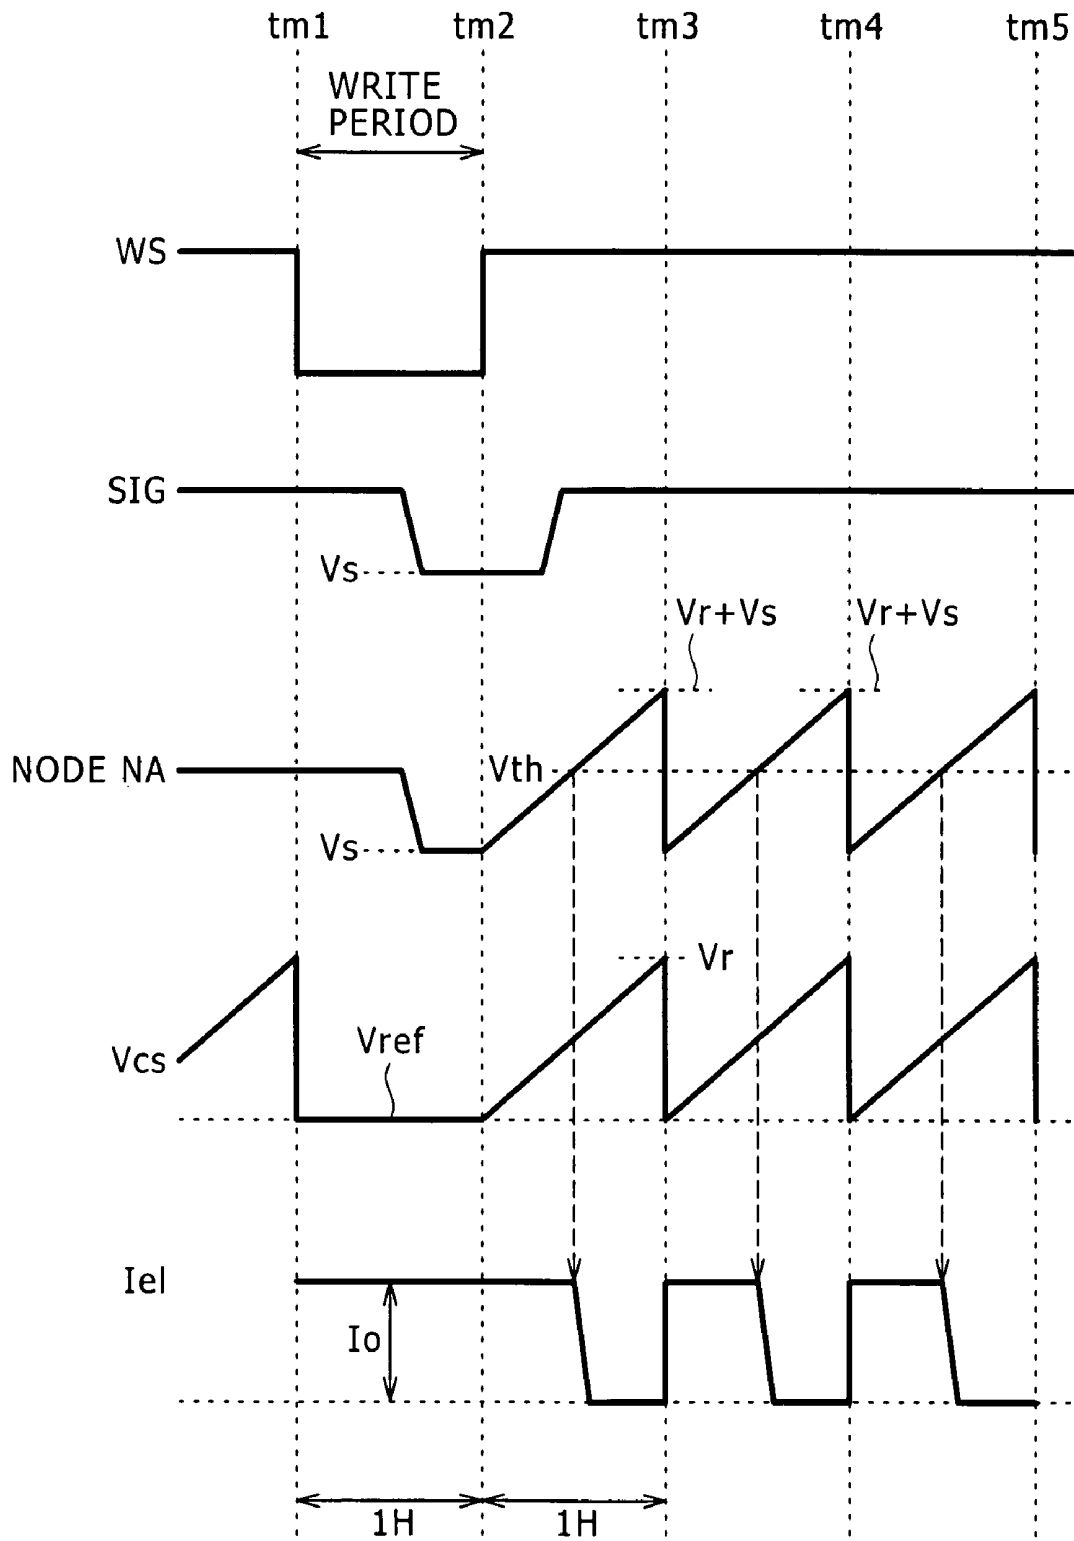 tm1 tm2 tm3 tm4 tm5
WRITE
PERIOD
WS
SIG
Vs
Vr+Vs Vr+Vs
NODE NA
Vth
Vs
Vr
Vref
Vcs
Iel
Io
1H 1H